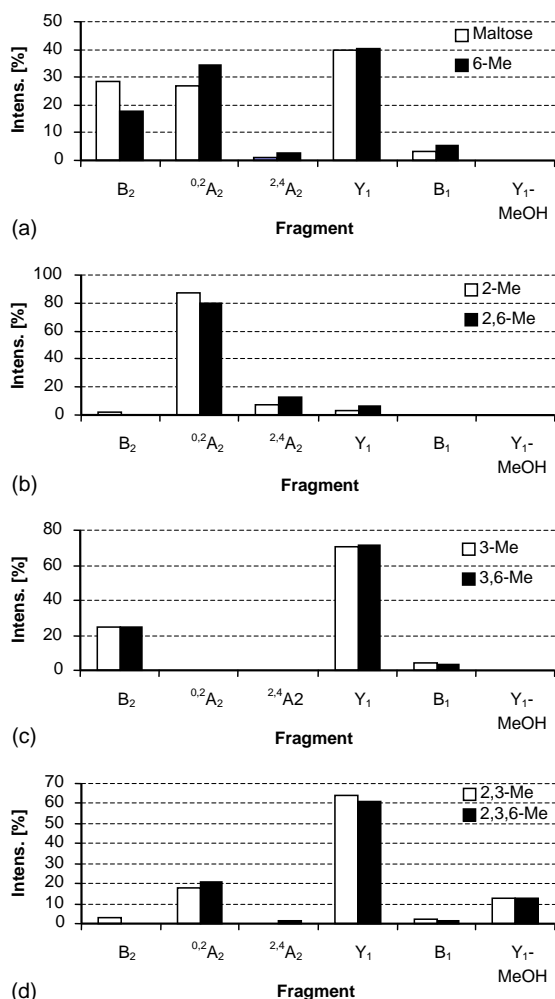 50
40
30
20
10
0
Intens. [%]
Maltose
6-Me
B₂ ⁰,²A₂ ²,⁴A₂ Y₁ B₁ Y₁-
MeOH
Fragment
(a)
100
80
60
40
20
0
Intens. [%]
2-Me
2,6-Me
B₂ ⁰,²A₂ ²,⁴A₂ Y₁ B₁ Y₁-
MeOH
Fragment
(b)
80
60
40
20
0
Intens. [%]
3-Me
3,6-Me
B₂ ⁰,²A₂ ²,⁴A2 Y₁ B₁ Y₁-
MeOH
Fragment
(c)
70
60
50
40
30
20
10
0
Intens. [%]
2,3-Me
2,3,6-Me
B₂ ⁰,²A₂ ²,⁴A₂ Y₁ B₁ Y₁-
MeOH
Fragment
(d)